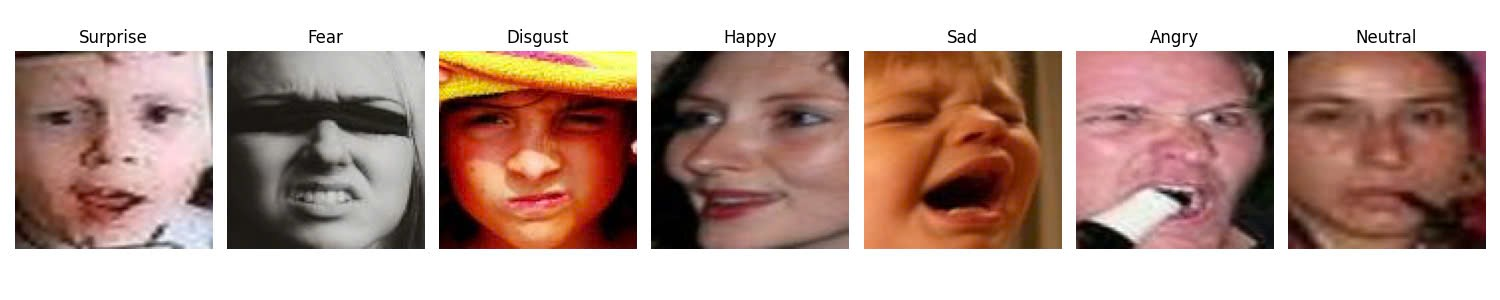 Surprise
Fear
Disgust
Happy
Sad
Angry
Neutral